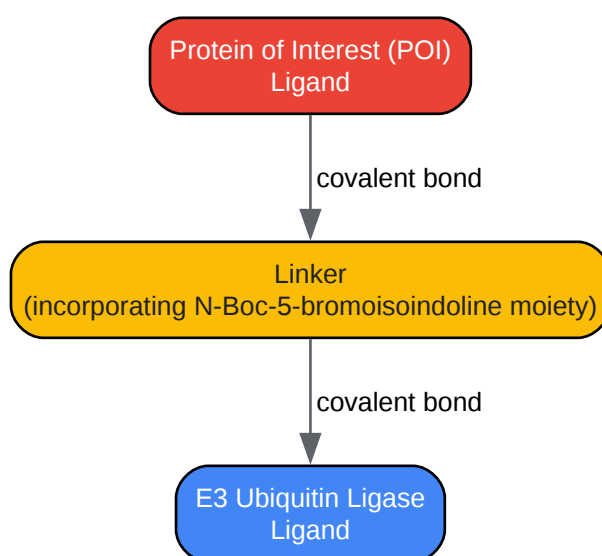 Protein of Interest (POI)
Ligand
covalent bond
Linker
(incorporating N-Boc-5-bromoisoindoline moiety)
covalent bond
E3 Ubiquitin Ligase
Ligand